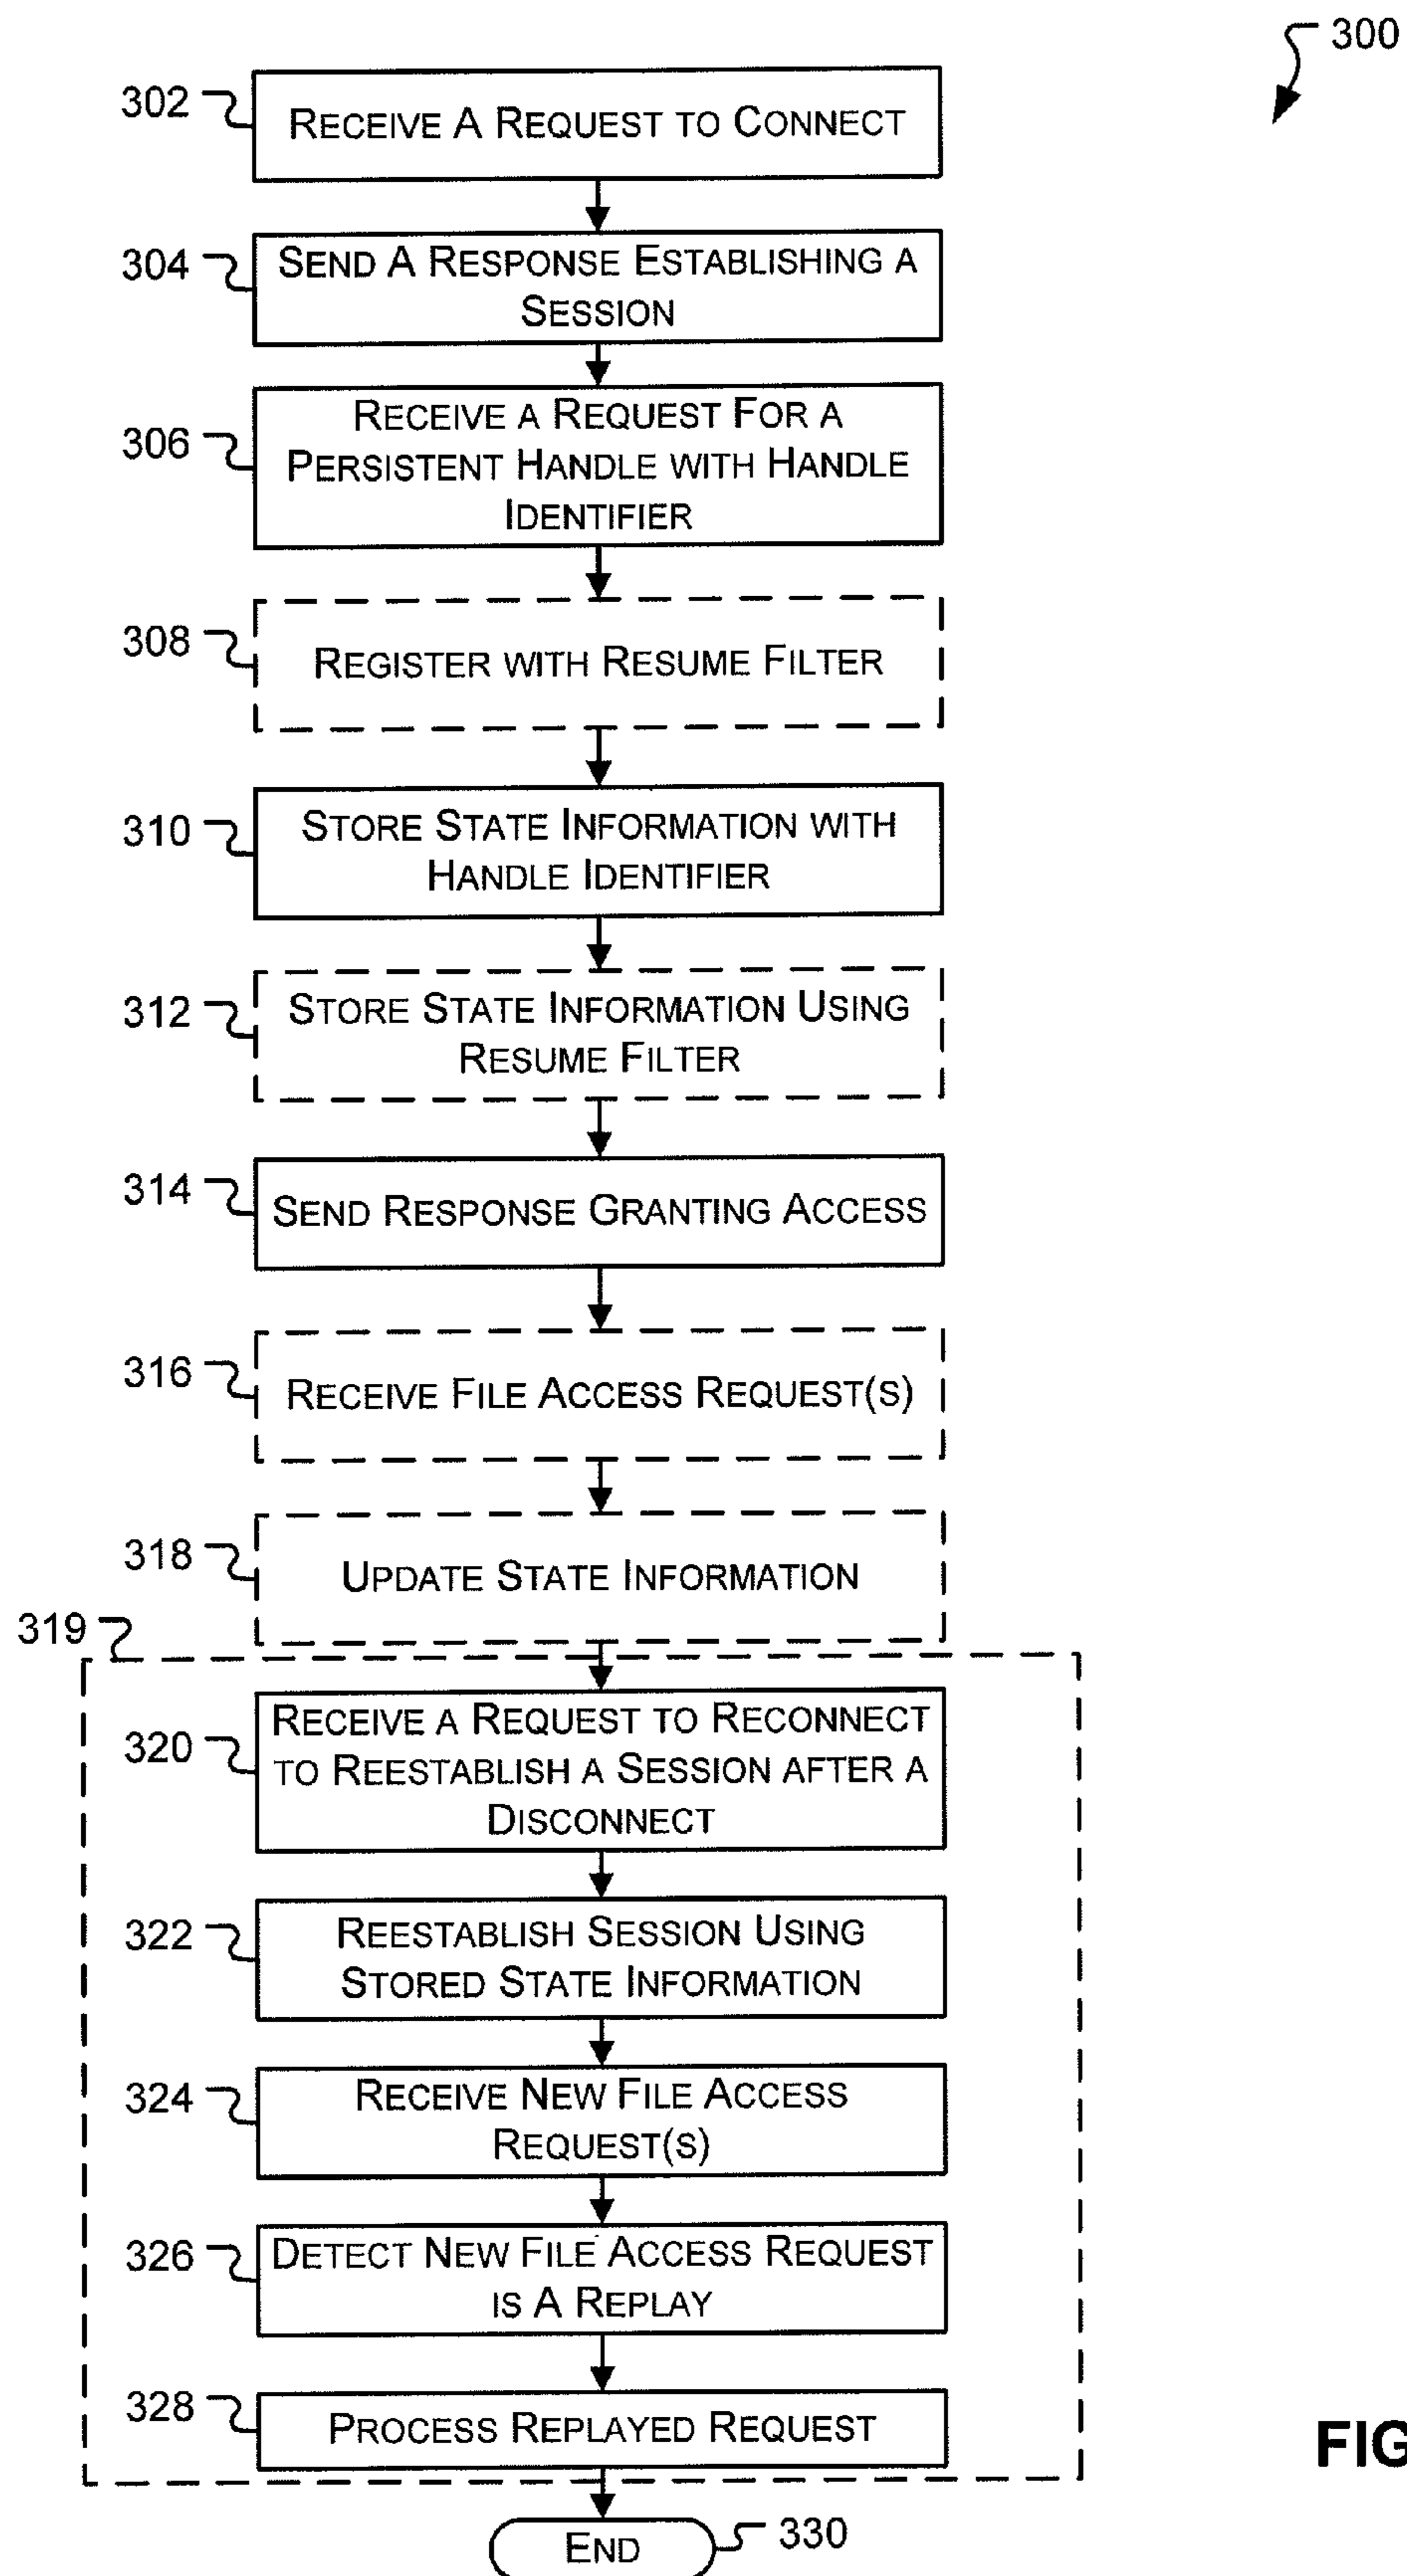 300
302
RECEIVE A REQUEST TO CONNECT
304
SEND A RESPONSE ESTABLISHING A
SESSION
306
RECEIVE A REQUEST FOR A
PERSISTENT HANDLE WITH HANDLE
IDENTIFIER
308
REGISTER WITH RESUME FILTER
310
STORE STATE INFORMATION WITH
HANDLE IDENTIFIER
312
STORE STATE INFORMATION USING
RESUME FILTER
314
SEND RESPONSE GRANTING ACCESS
316
RECEIVE FILE ACCESS REQUEST(S)
318
UPDATE STATE INFORMATION
319
320
RECEIVE A REQUEST TO RECONNECT
TO REESTABLISH A SESSION AFTER A
DISCONNECT
322
REESTABLISH SESSION USING
STORED STATE INFORMATION
324
RECEIVE NEW FILE ACCESS
REQUEST(S)
326
DETECT NEW FILE ACCESS REQUEST
IS A REPLAY
328
PROCESS REPLAYED REQUEST
FIG
END
330